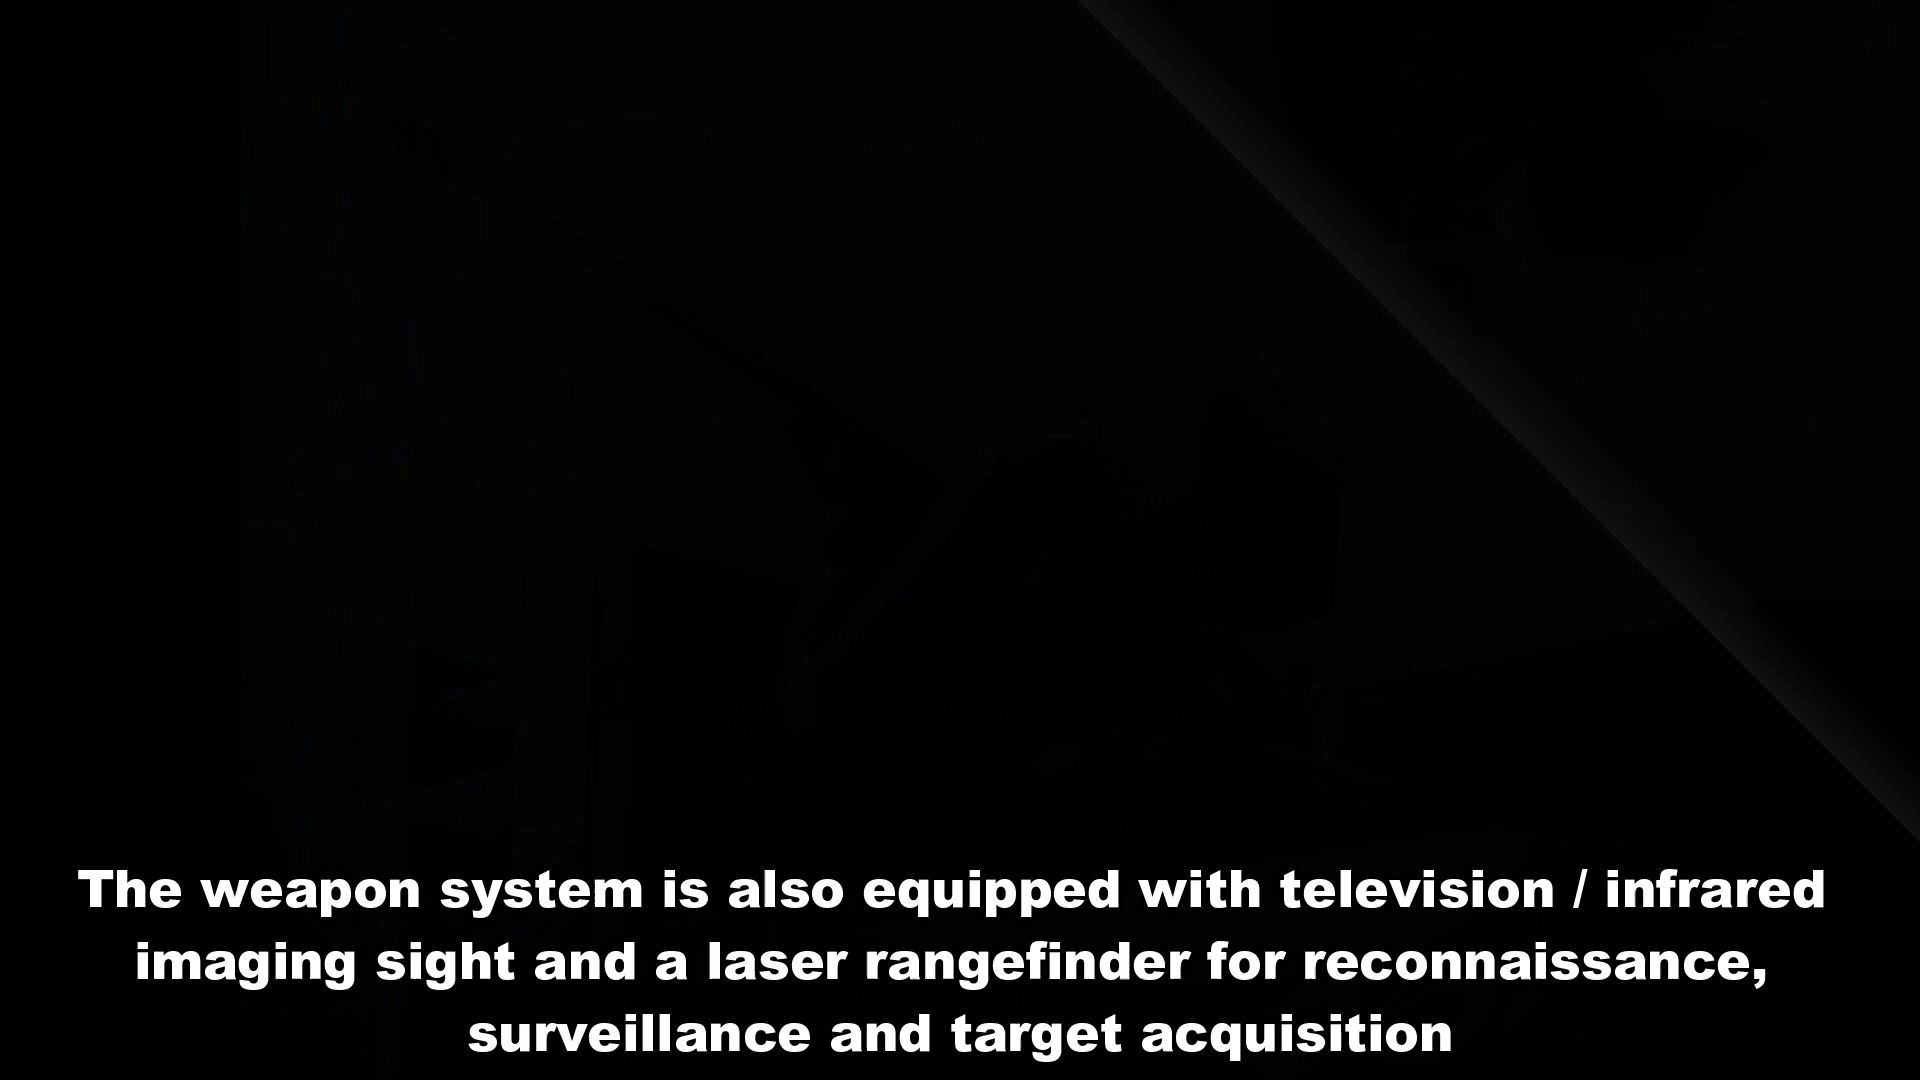 The weapon system is also equipped with television / infrared
imaging sight and a laser rangefinder for reconnaissance,
surveillance and target acquisition